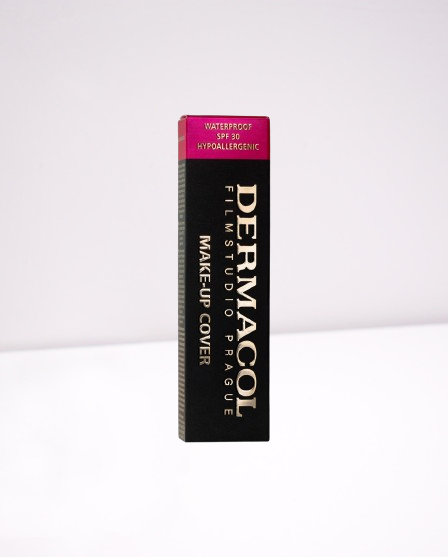 WATERPROOF
SPF 30
HYPOALLERGENIC
DERMACOL
FILMSTUDIO PRAGUE
MAKE-UP COVER